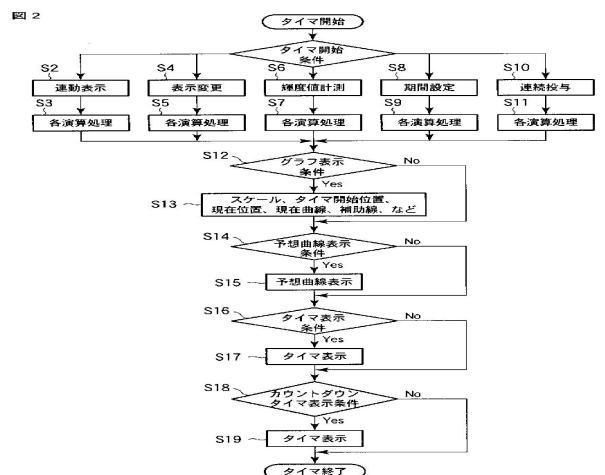 図 2
タイマ開始
タイマ開始
条件
S2
S4
S6
S8
S10
連動表示
表示変更
輝度値計測
期間設定
連続投与
S3
S5
S7
S9
S11
各演算処理
各演算処理
各演算処理
各演算処理
各演算処理
S12
グラフ表示
条件
No
Yes
S13
スケール、タイマ開始位置、
現在位置、現在曲線、補助線、など
S14
予想曲線表示
条件
No
Yes
S15
予想曲線表示
S16
タイマ表示
条件
No
Yes
S17
タイマ表示
S18
カウントダウン
タイマ表示条件
No
Yes
S19
タイマ表示
タイマ終了